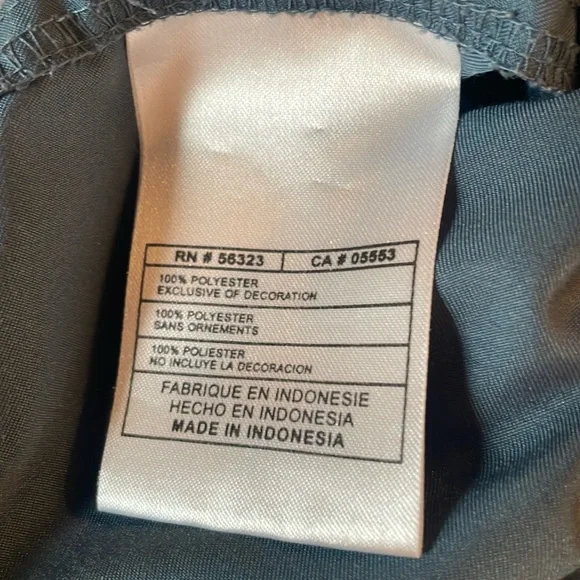 RN # 56323 CA # 05553
100% POLYESTER
EXCLUSIVE OF DECORATION
100% POLYESTER
SANS ORNEMENTS
100% POLIESTER
NO INCLUYE LA DECORACION
FABRIQUE EN INDONESIE
HECHO EN INDONESIA
MADE IN INDONESIA